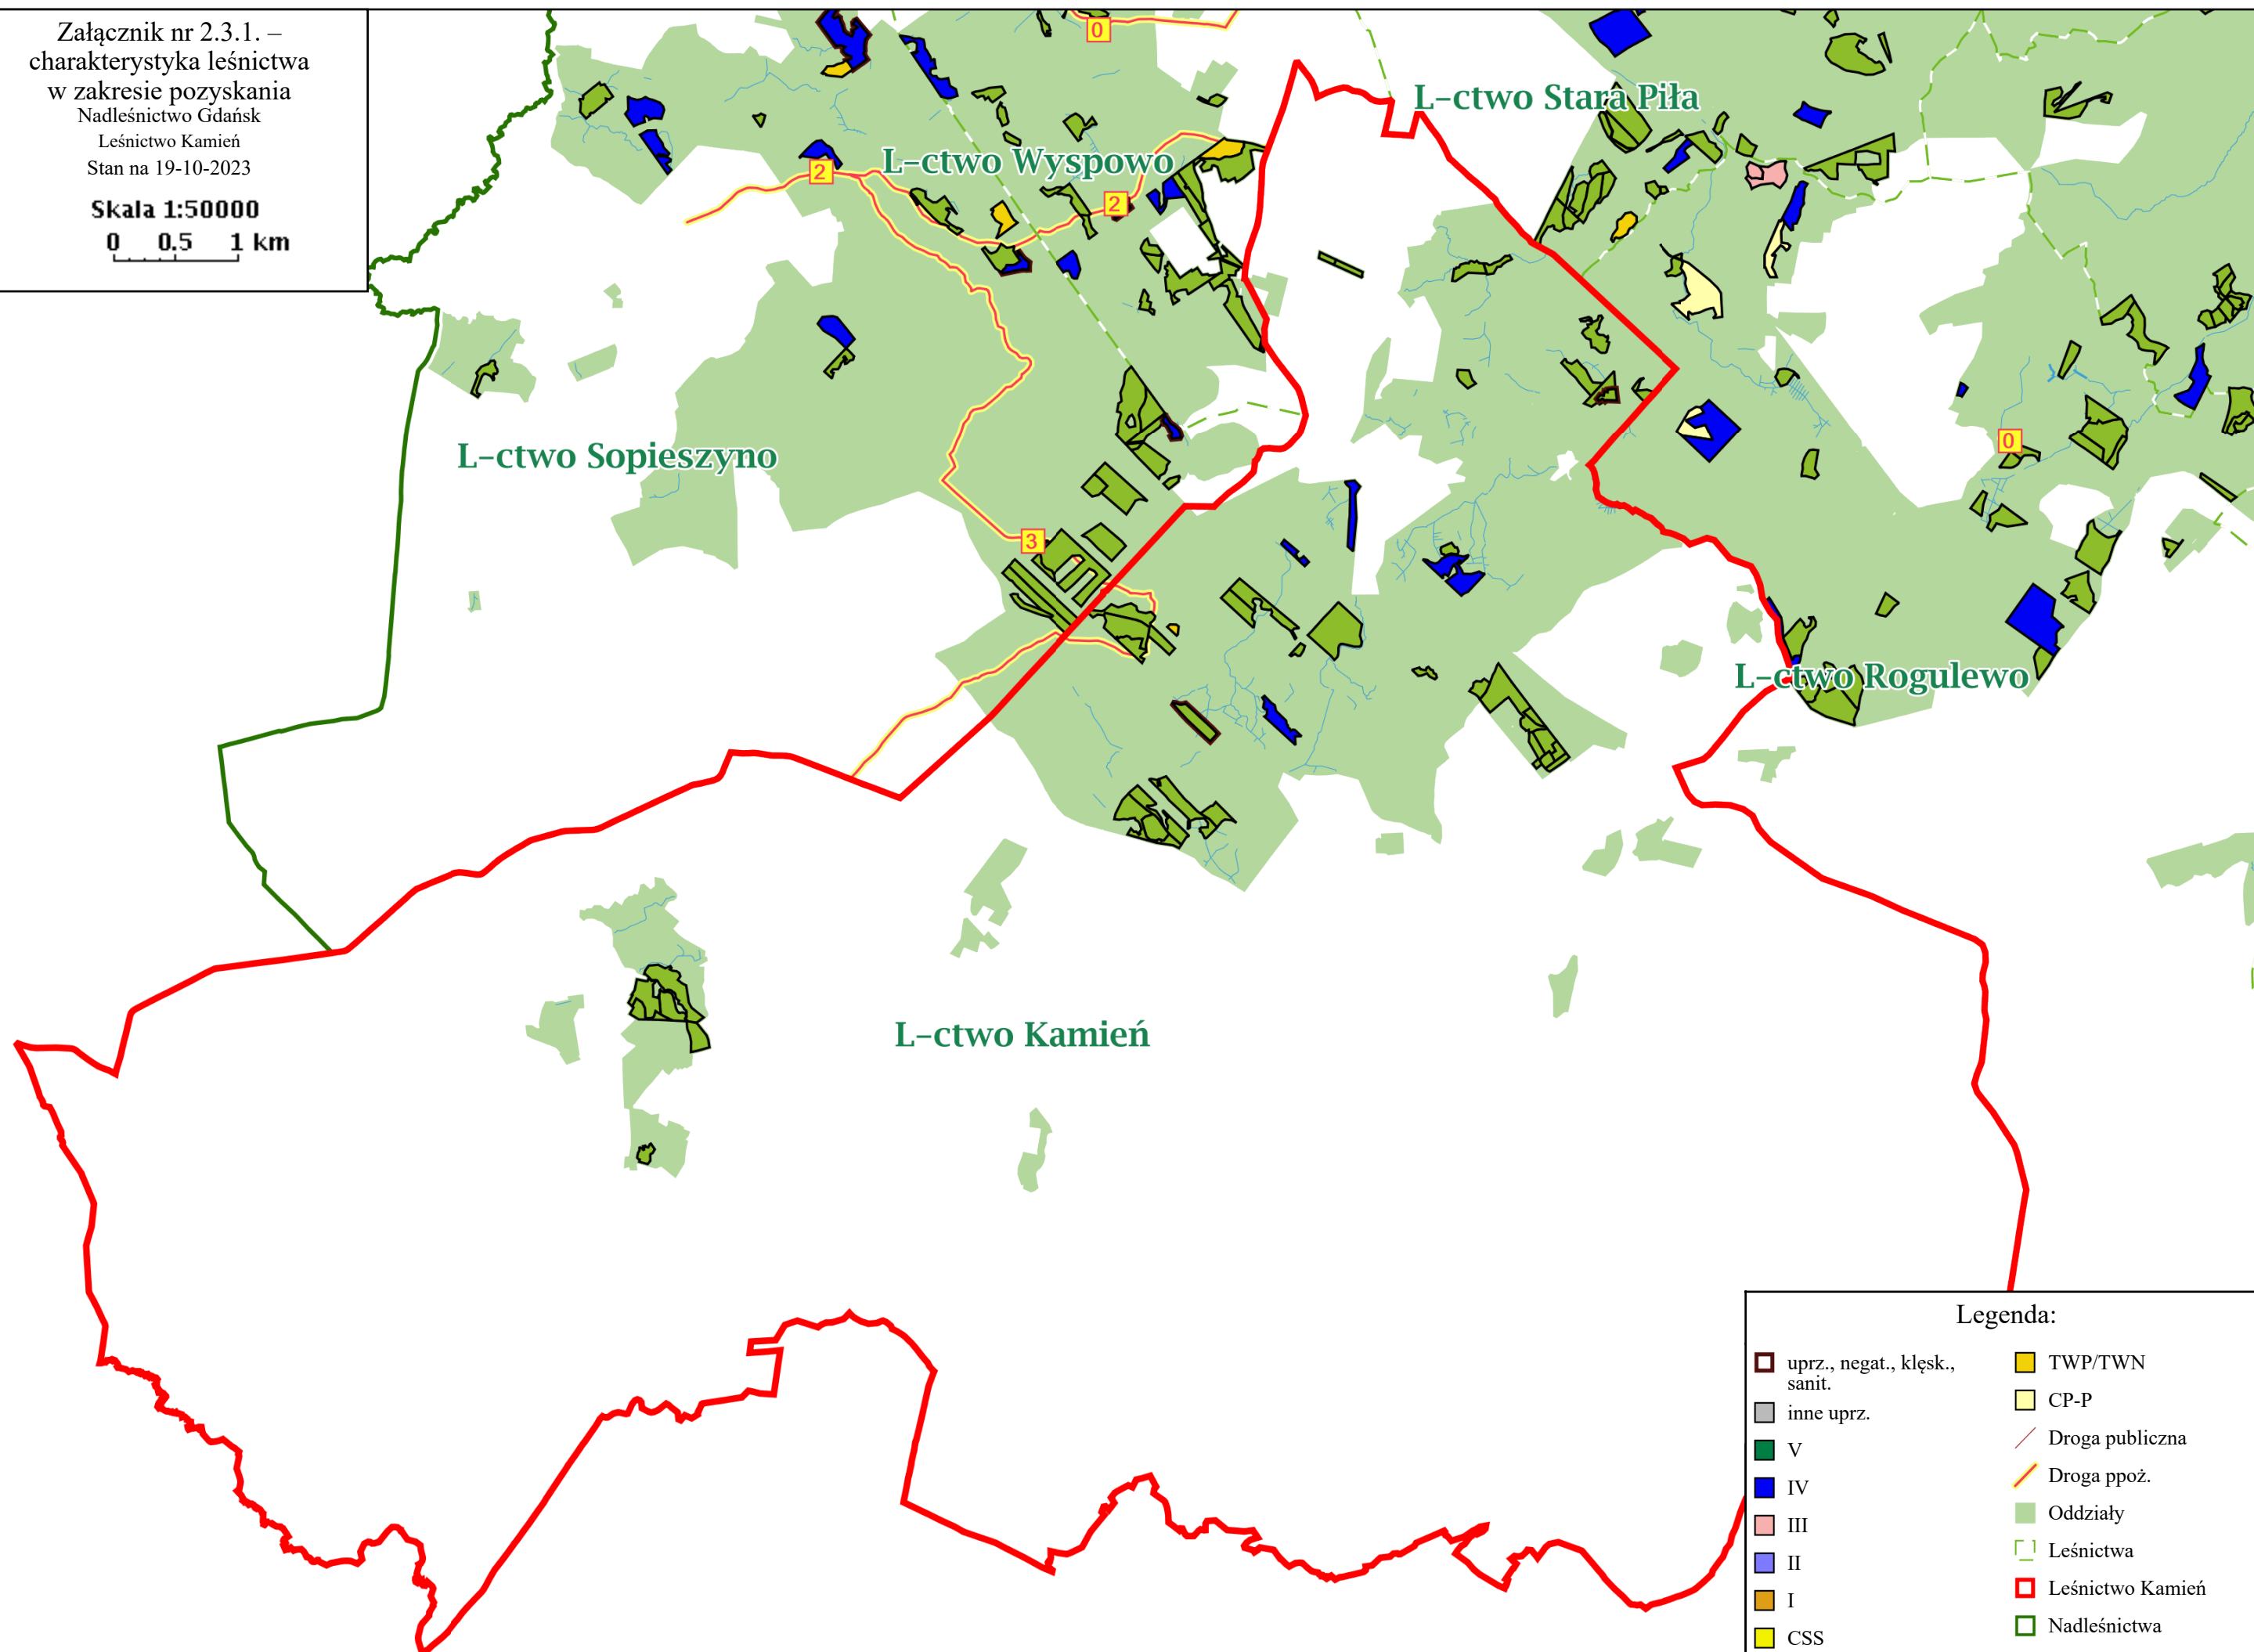 Załącznik nr 2.3.1. –
charakterystyka leśnictwa
w zakresie pozyskania
Nadleśnictwo Gdańsk
Leśnictwo Kamień
Stan na 19-10-2023
Skala 1:50000
0 0.5 1 km
0
L-ctwo Stara Piła
L-ctwo Wyspowo
2
2
0
L-ctwo Sopieszyno
3
L-ctwo Rogulewo
L-ctwo Kamień
Legenda:
uprz., negat., klęsk.,
sanit.
inne uprz.
V
IV
III
II
I
CSS
TWP/TWN
CP-P
Droga publiczna
Droga ppoż.
Oddziały
Leśnictwa
Leśnictwo Kamień
Nadleśnictwa